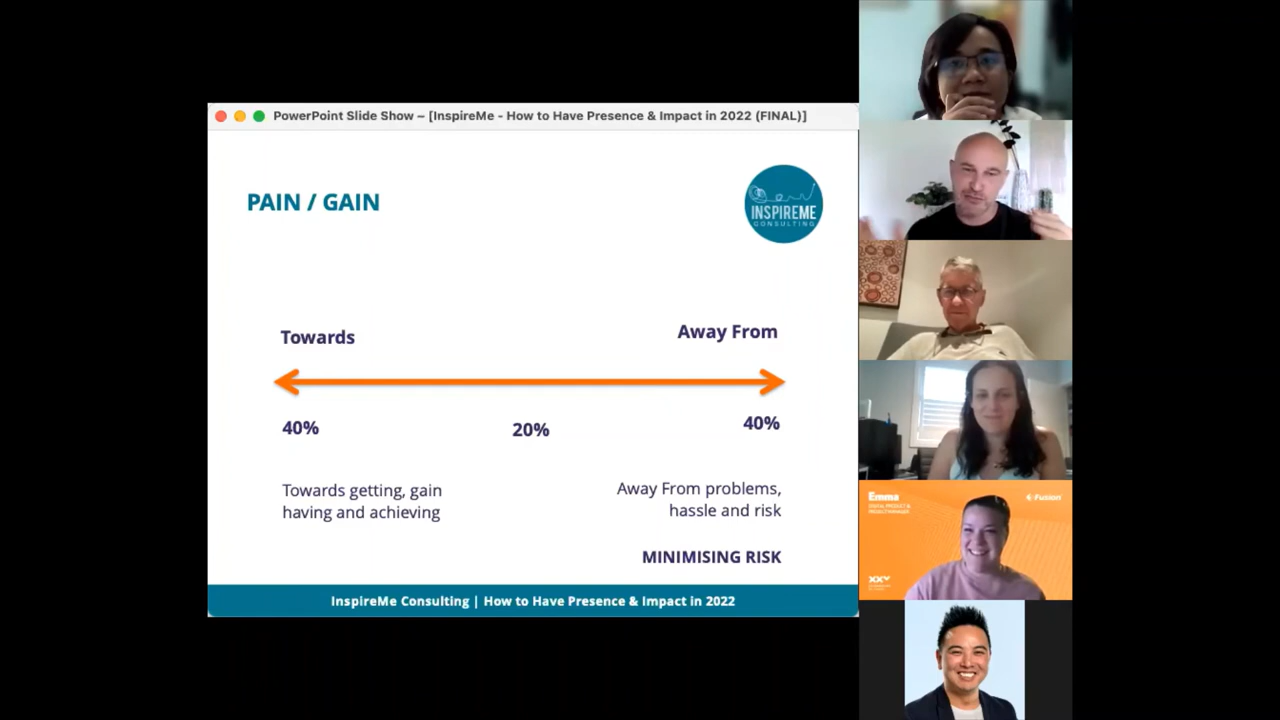 PowerPoint Slide Show – [InspireMe - How to Have Presence & Impact in 2022 (FINAL)]
PAIN / GAIN
INSPIREME
CONSULTING
Towards
Away From
40%
20%
40%
Towards getting, gain
having and achieving
Away From problems,
hassle and risk
MINIMISING RISK
InspireMe Consulting | How to Have Presence & Impact in 2022
Emma
Fusion
XXV